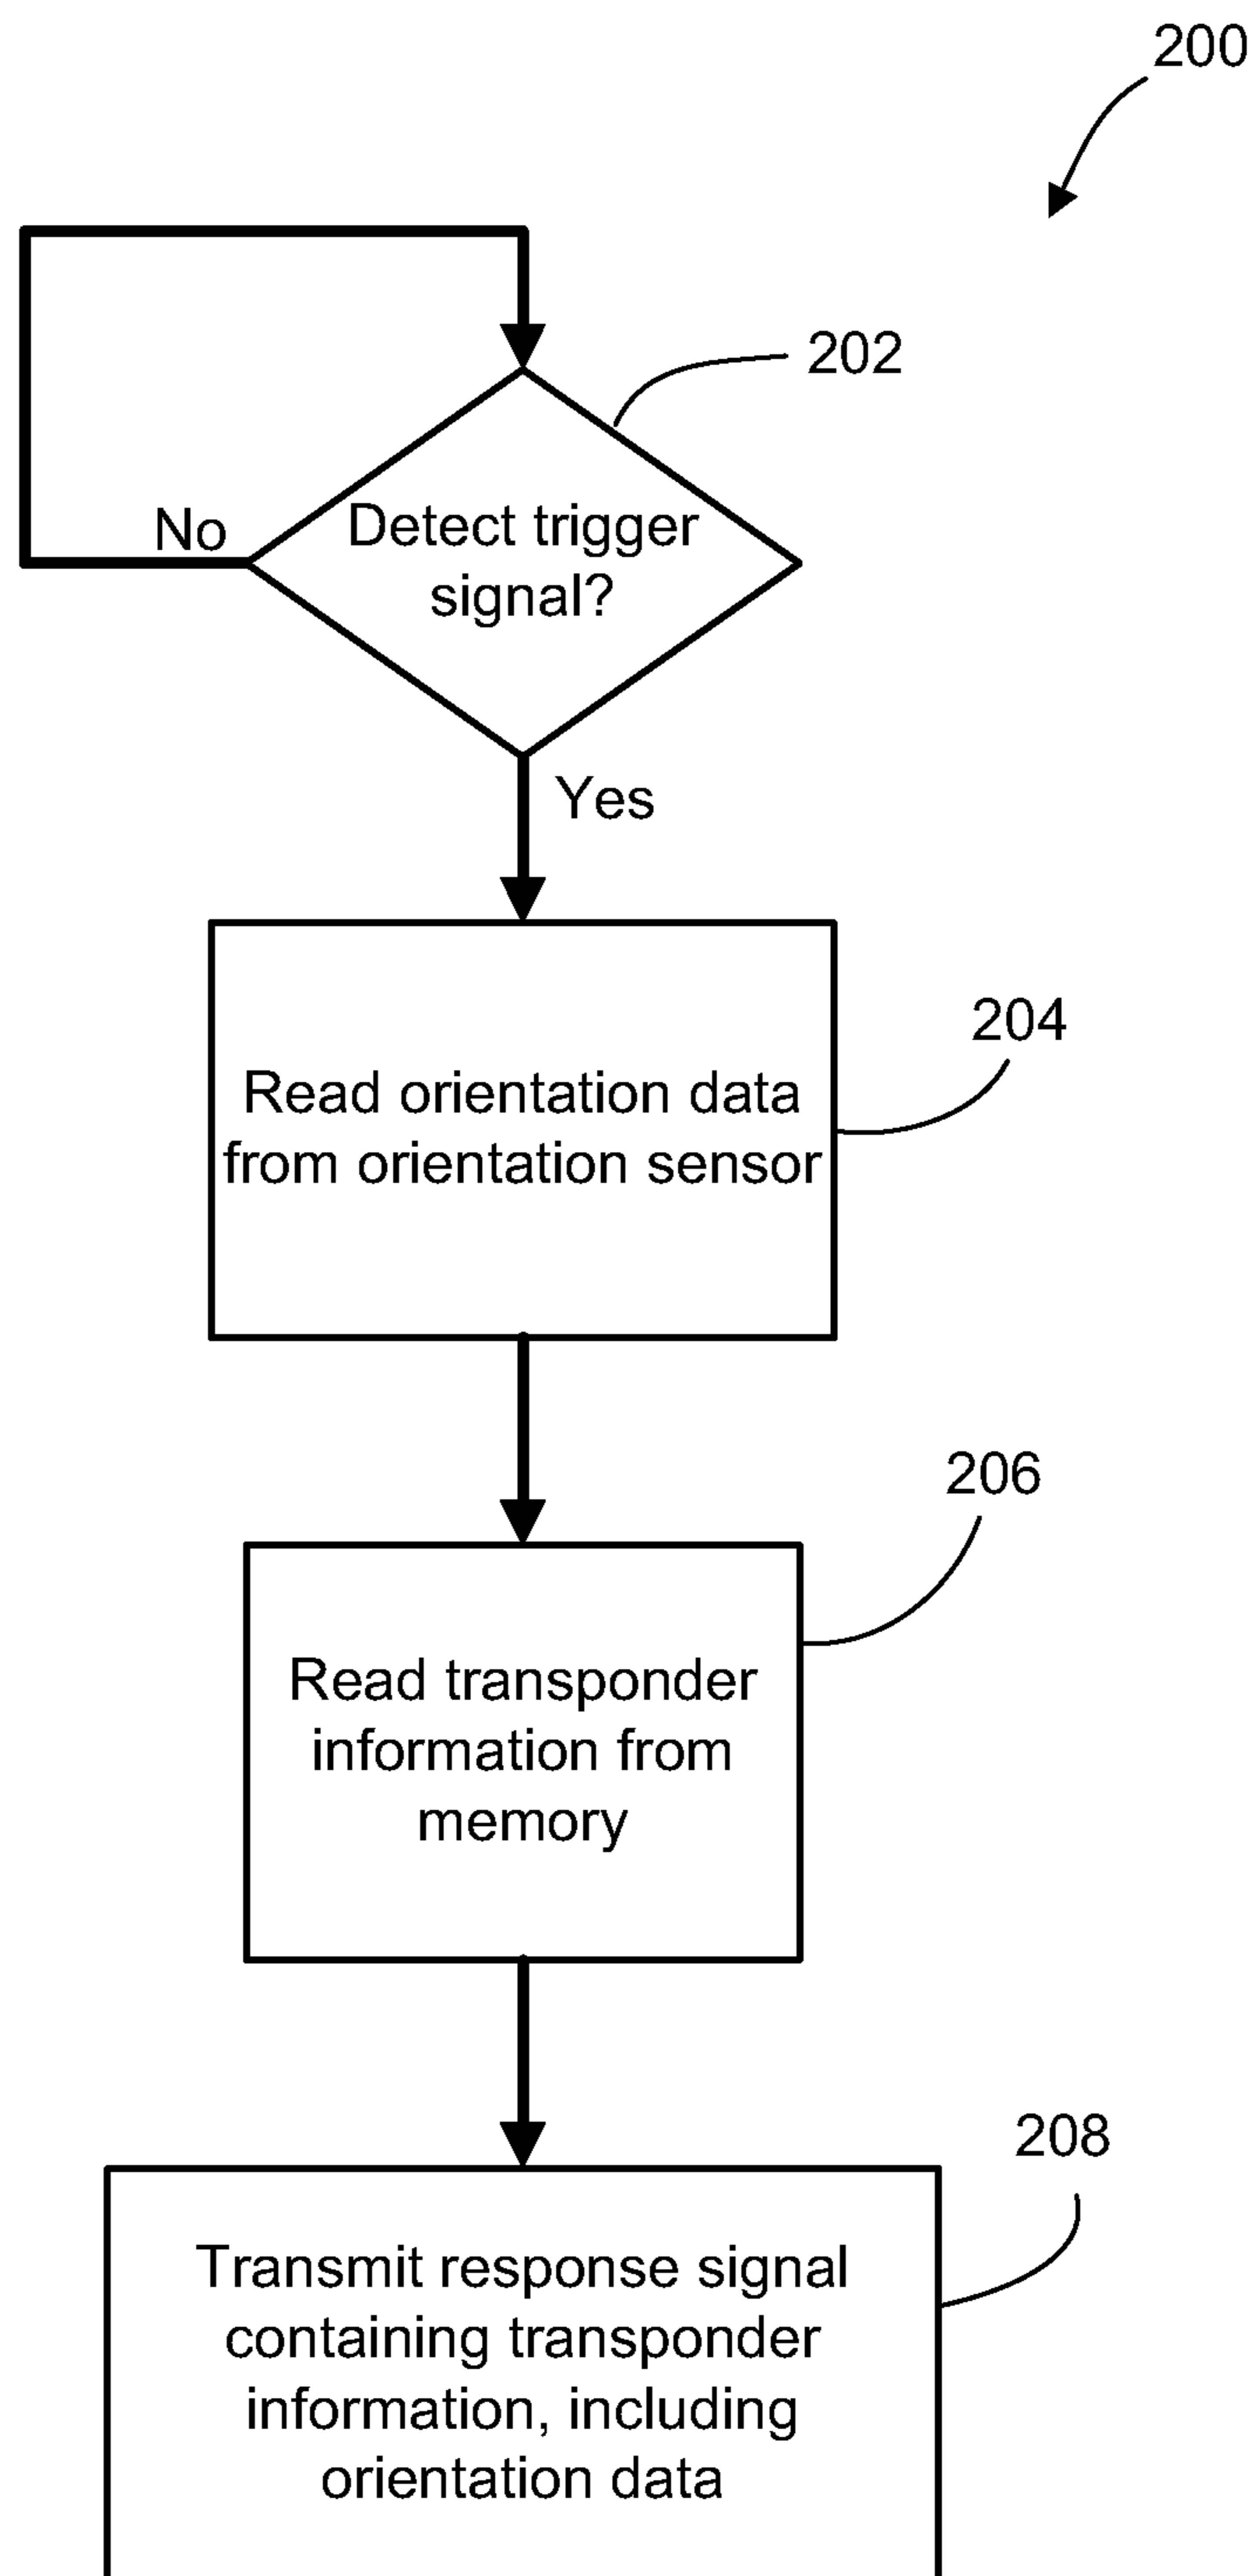 200
202
No
Detect trigger
signal?
Yes
204
Read orientation data
from orientation sensor
206
Read transponder
information from
memory
208
Transmit response signal
containing transponder
information, including
orientation data